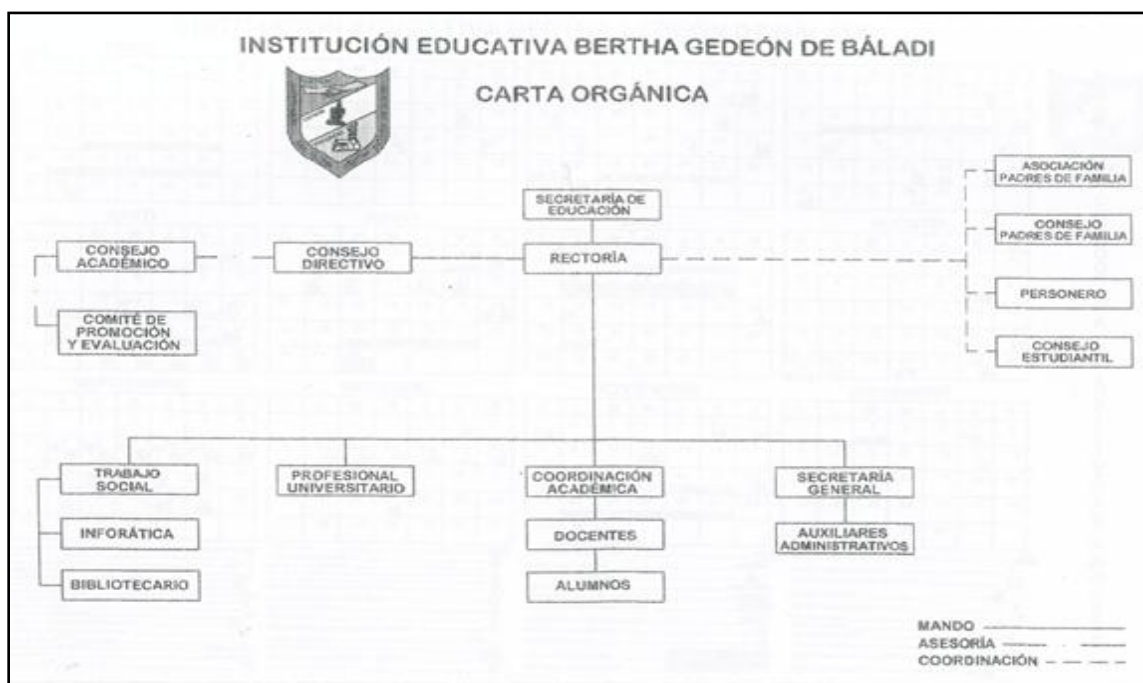 INSTITUCIÓN EDUCATIVA BERTHA GEDEÓN DE BÁLADI
CARTA ORGÁNICA
ASOCIACIÓN
PADRES DE FAMILIA
SECRETARÍA DE
EDUCACIÓN
CONSEJO
PADRES DE FAMILIA
CONSEJO
ACADÉMICO
CONSEJO
DIRECTIVO
RECTORÍA
PERSONERO
COMITÉ DE
PROMOCIÓN
Y EVALUACIÓN
CONSEJO
ESTUDIANTIL
TRABAJO
SOCIAL
PROFESIONAL
UNIVERSITARIO
COORDINACIÓN
ACADÉMICA
SECRETARÍA
GENERAL
INFORÁTICA
DOCENTES
AUXILIARES
ADMINISTRATIVOS
BIBLIOTECARIO
ALUMNOS
MANDO
ASESORÍA
COORDINACIÓN